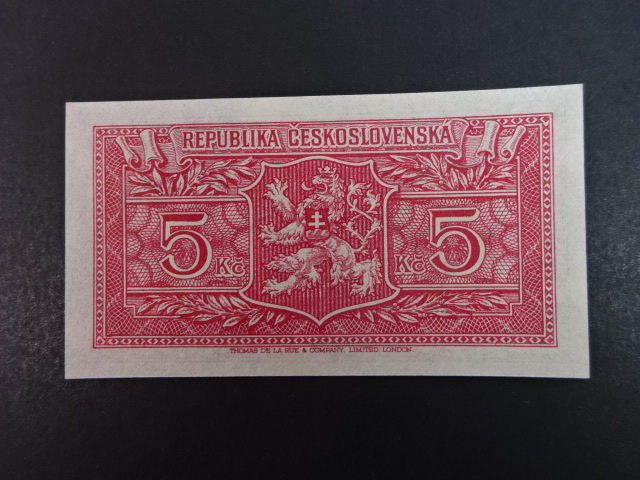 REPUBLIKA ČESKOSLOVENSKÁ
5 Kč Kč 5
THOMAS DE LA RUE & COMPANY, LIMITED, LONDON.